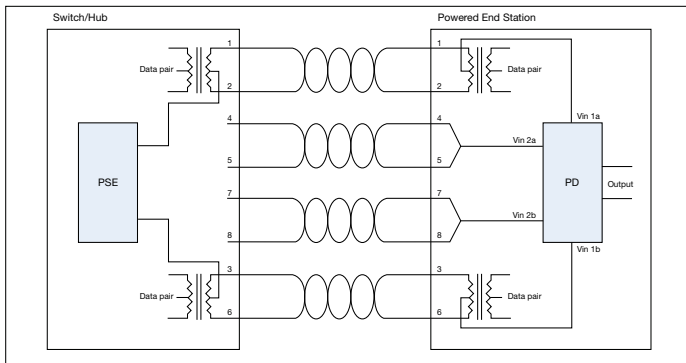 Switch/Hub
Powered End Station
1
1
Data pair
Data pair
2
2
4
4
Vin 1a
Vin 2a
5
5
PSE
PD
Output
7
7
Vin 2b
8
8
Vin 1b
3
3
Data pair
Data pair
6
6